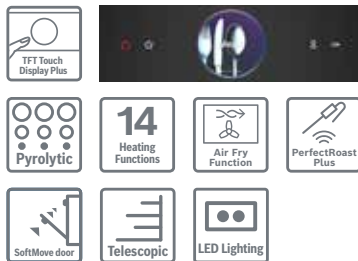 TFT Touch
Display Plus
Pyrolytic
14
Heating
Functions
Air Fry
Function
PerfectRoast
Plus
SoftMove door
Telescopic
LED Lighting